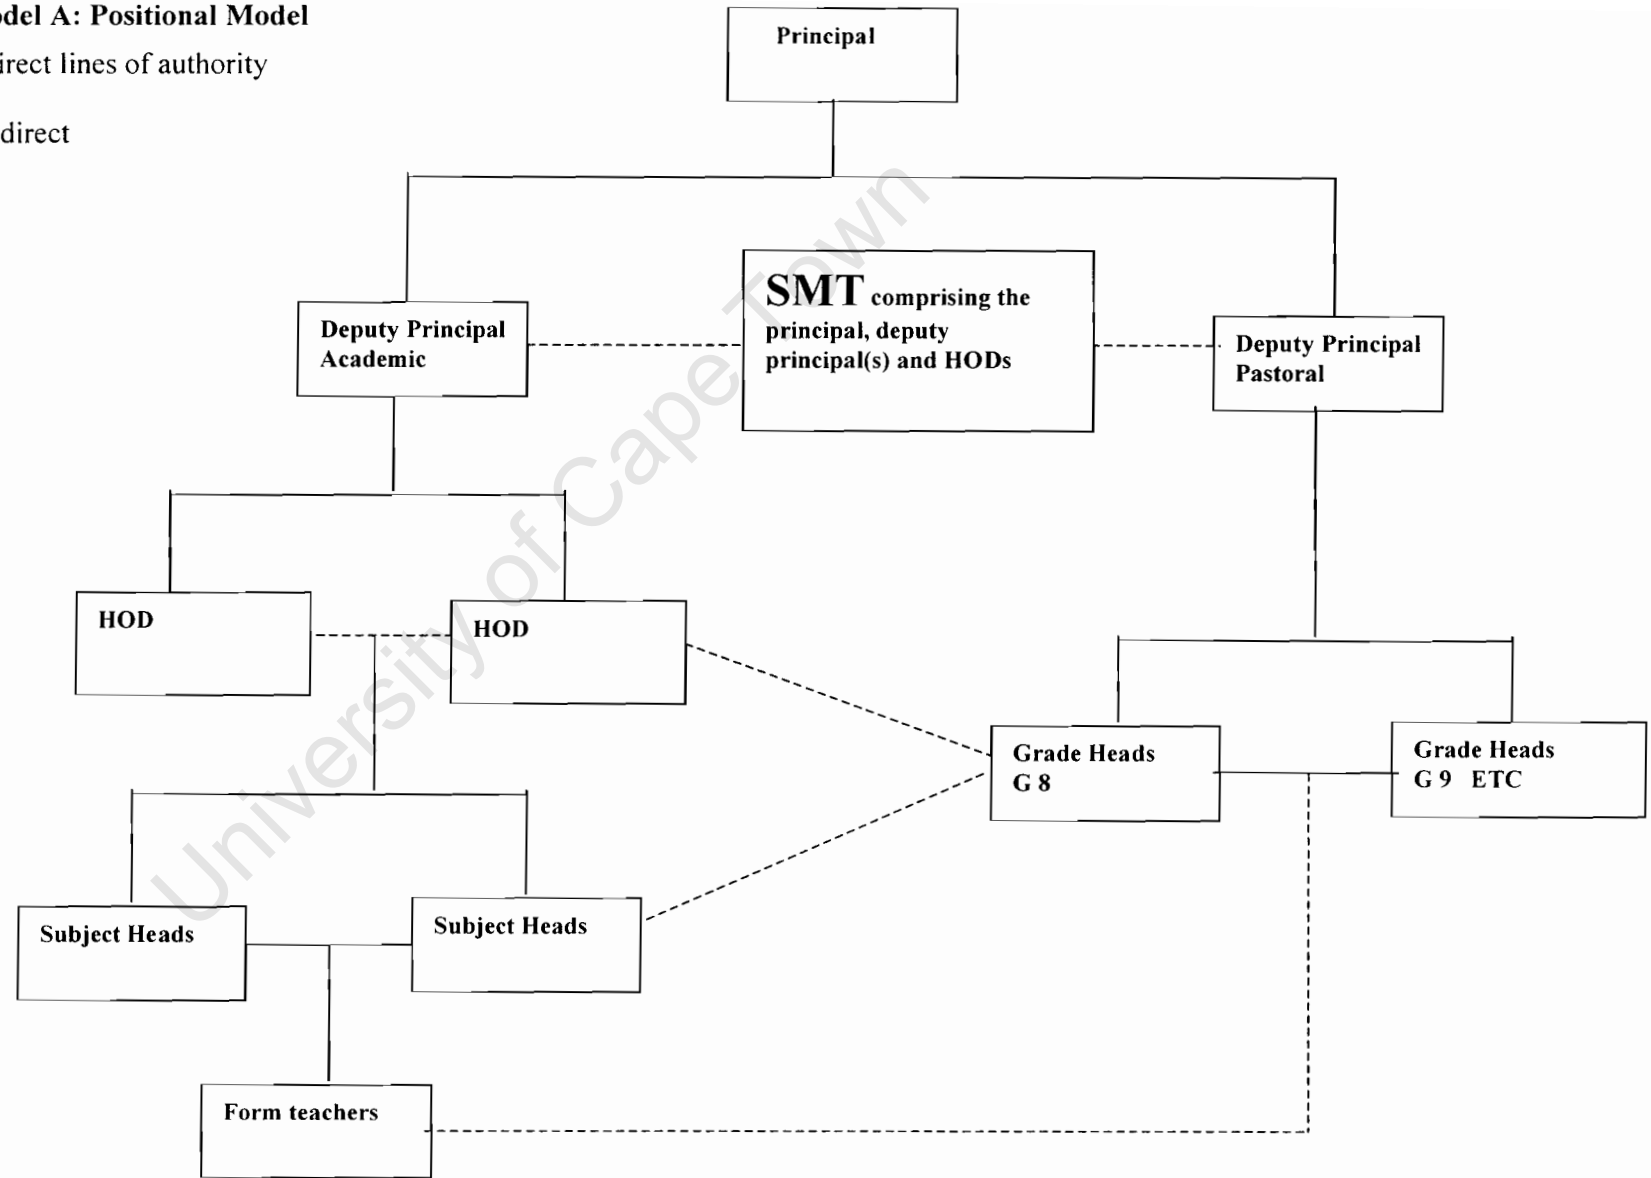 odel A: Positional Model
irect lines of authority
direct
Principal
SMT comprising the
principal, deputy
principal(s) and HODs
Deputy Principal
Academic
Deputy Principal
Pastoral
HOD
HOD
Grade Heads
G 8
Grade Heads
G 9 ETC
Subject Heads
Subject Heads
Form teachers
University of Cape Town